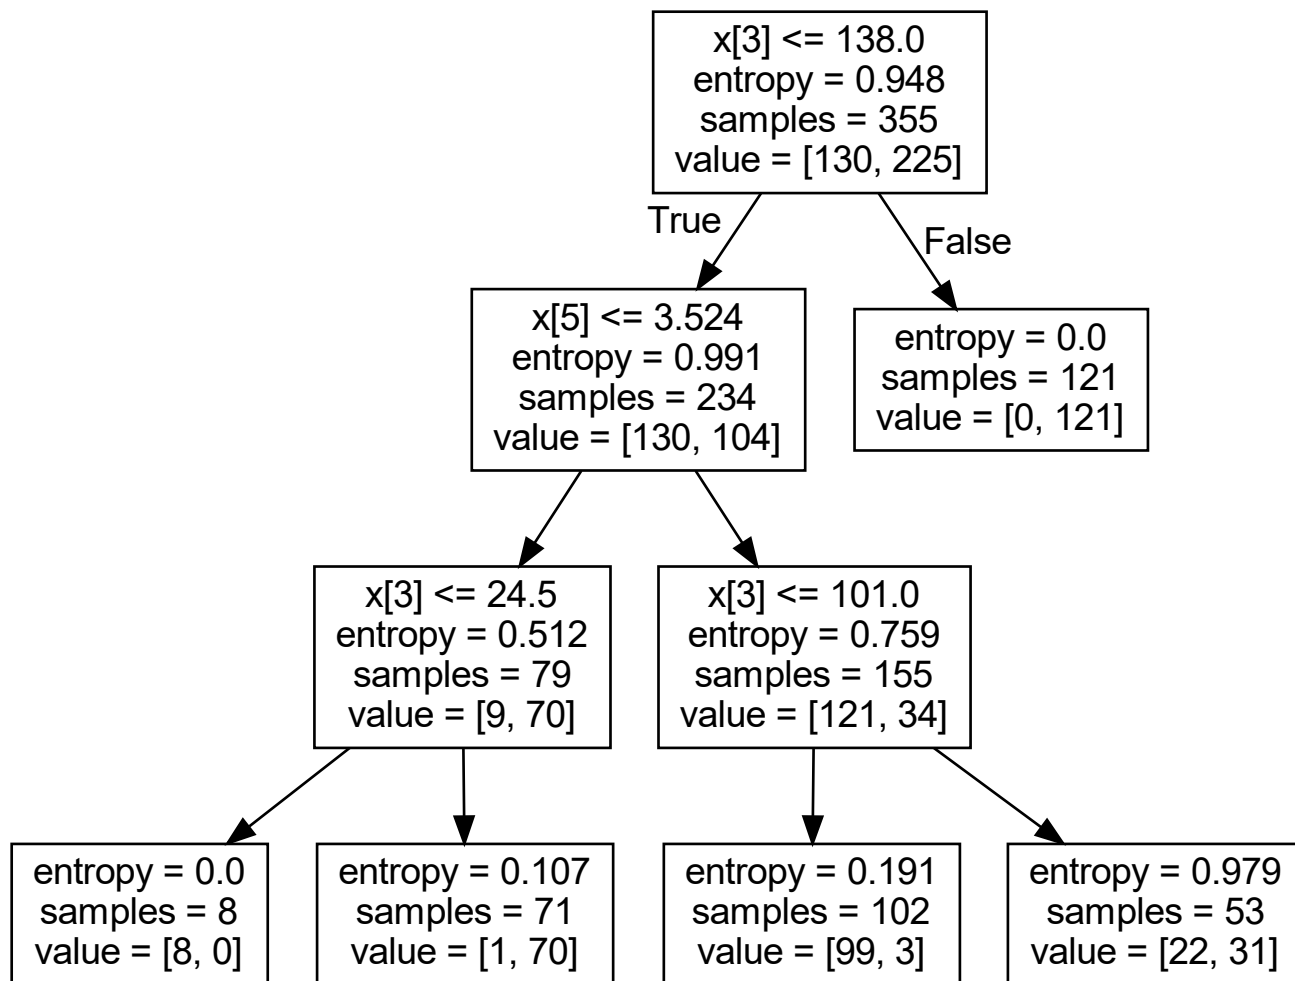 x[3] <= 138.0
entropy = 0.948
samples = 355
value = [130, 225]
True
False
x[5] <= 3.524
entropy = 0.991
samples = 234
value = [130, 104]
entropy = 0.0
samples = 121
value = [0, 121]
x[3] <= 24.5
entropy = 0.512
samples = 79
value = [9, 70]
x[3] <= 101.0
entropy = 0.759
samples = 155
value = [121, 34]
entropy = 0.0
samples = 8
value = [8, 0]
entropy = 0.107
samples = 71
value = [1, 70]
entropy = 0.191
samples = 102
value = [99, 3]
entropy = 0.979
samples = 53
value = [22, 31]